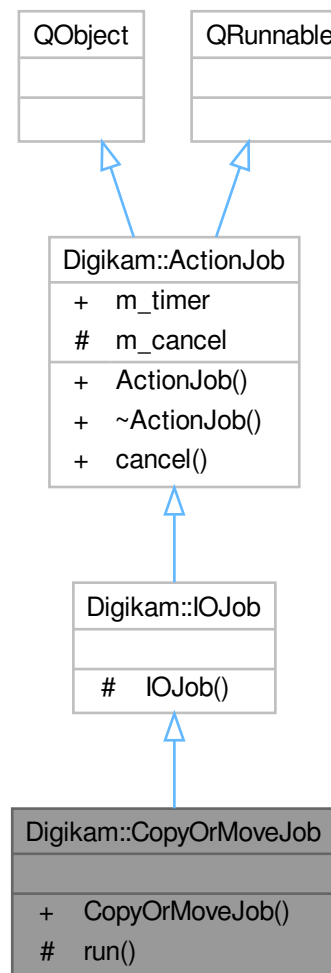 QObject
QRunnable
Digikam::ActionJob
+ m_timer
# m_cancel
+ ActionJob()
+ ~ActionJob()
+ cancel()
Digikam::IOJob
# IOJob()
Digikam::CopyOrMoveJob
+ CopyOrMoveJob()
# run()